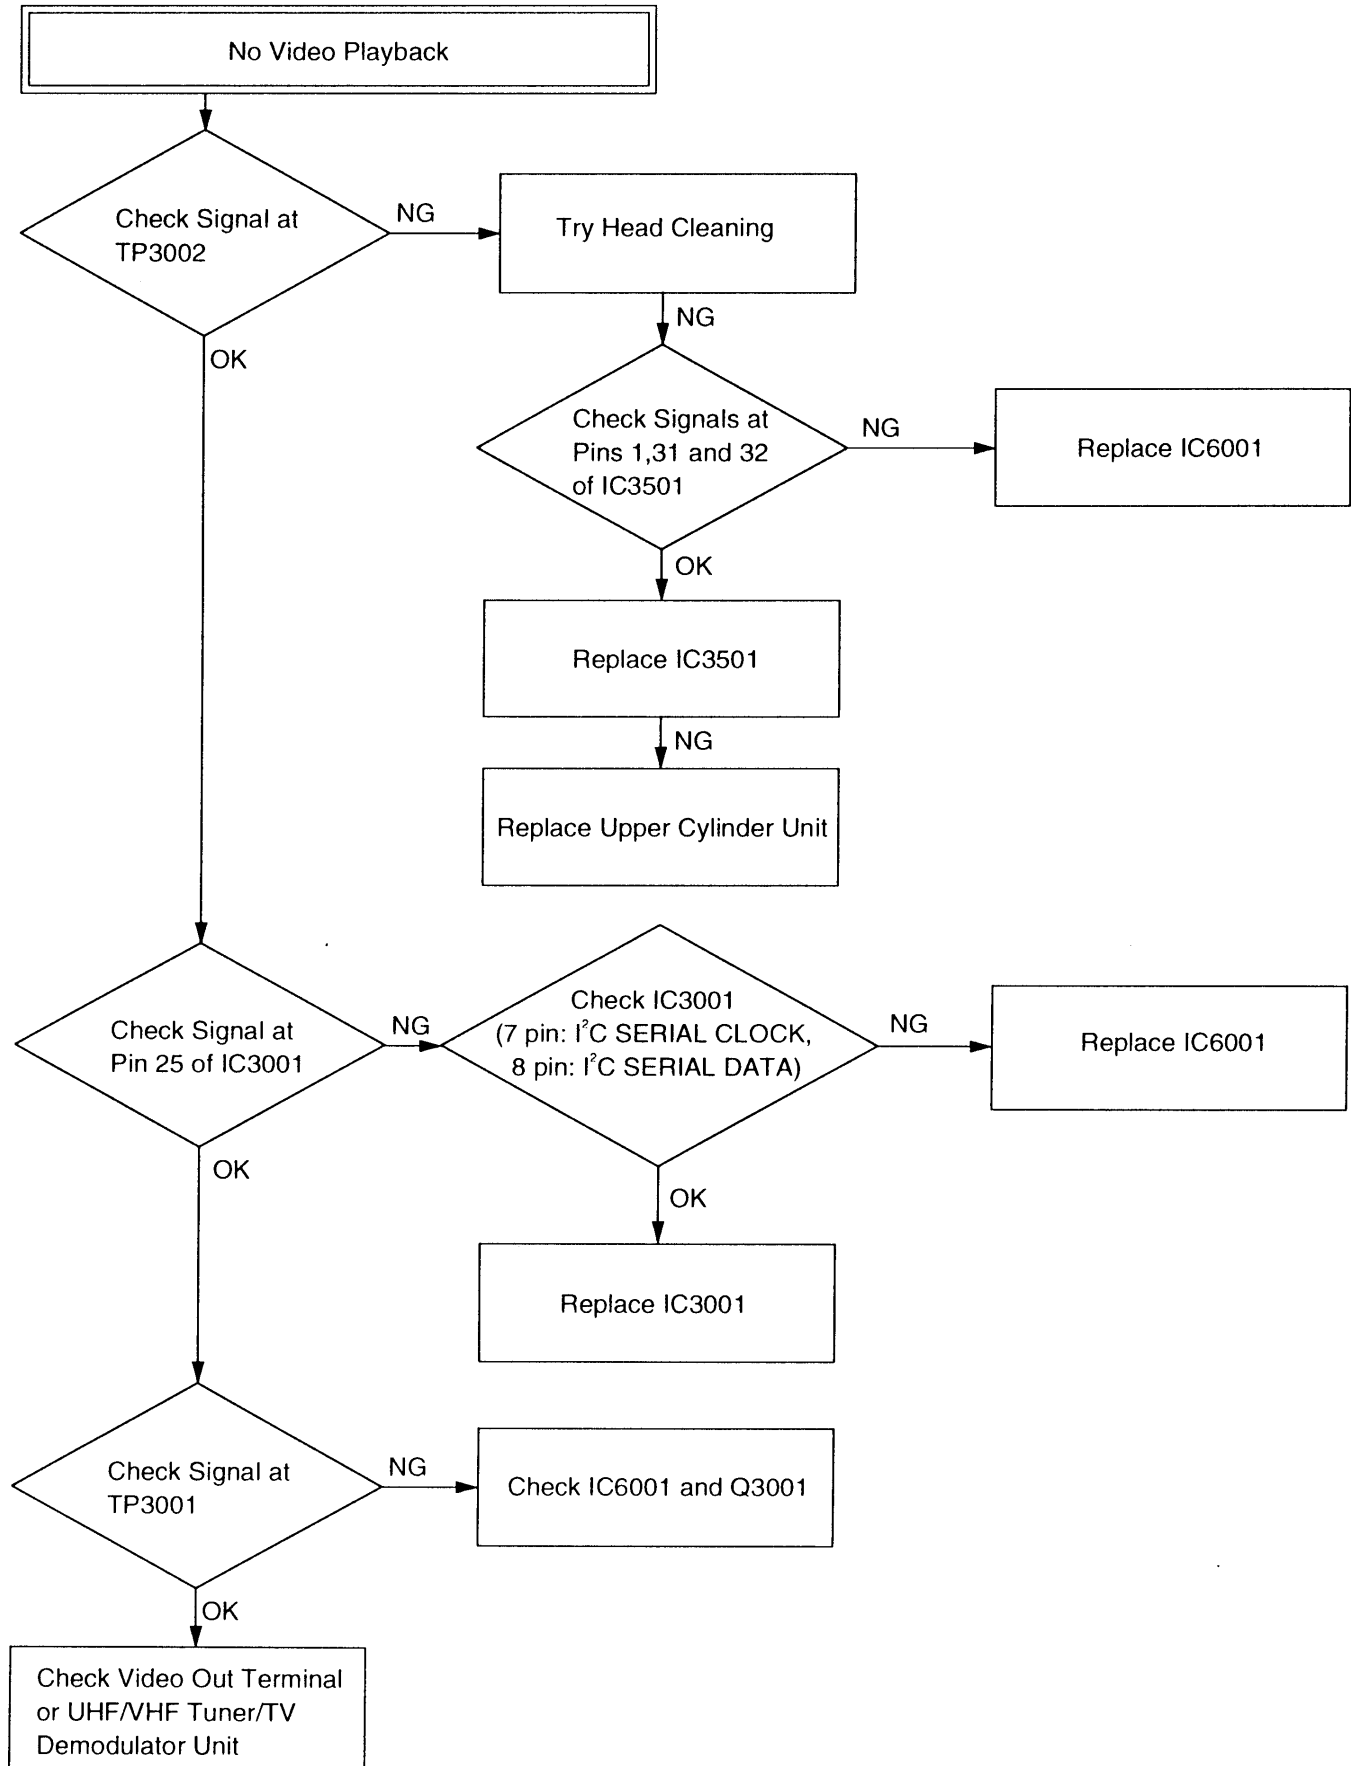 No Video Playback
Check Signal at
TP3002
NG
Try Head Cleaning
NG
OK
Check Signals at
Pins 1,31 and 32
of IC3501
NG
Replace IC6001
OK
Replace IC3501
NG
Replace Upper Cylinder Unit
Check Signal at
Pin 25 of IC3001
NG
Check IC3001
(7 pin: I²C SERIAL CLOCK,
8 pin: I²C SERIAL DATA)
NG
Replace IC6001
OK
OK
Replace IC3001
Check Signal at
TP3001
NG
Check IC6001 and Q3001
OK
Check Video Out Terminal
or UHF/VHF Tuner/TV
Demodulator Unit